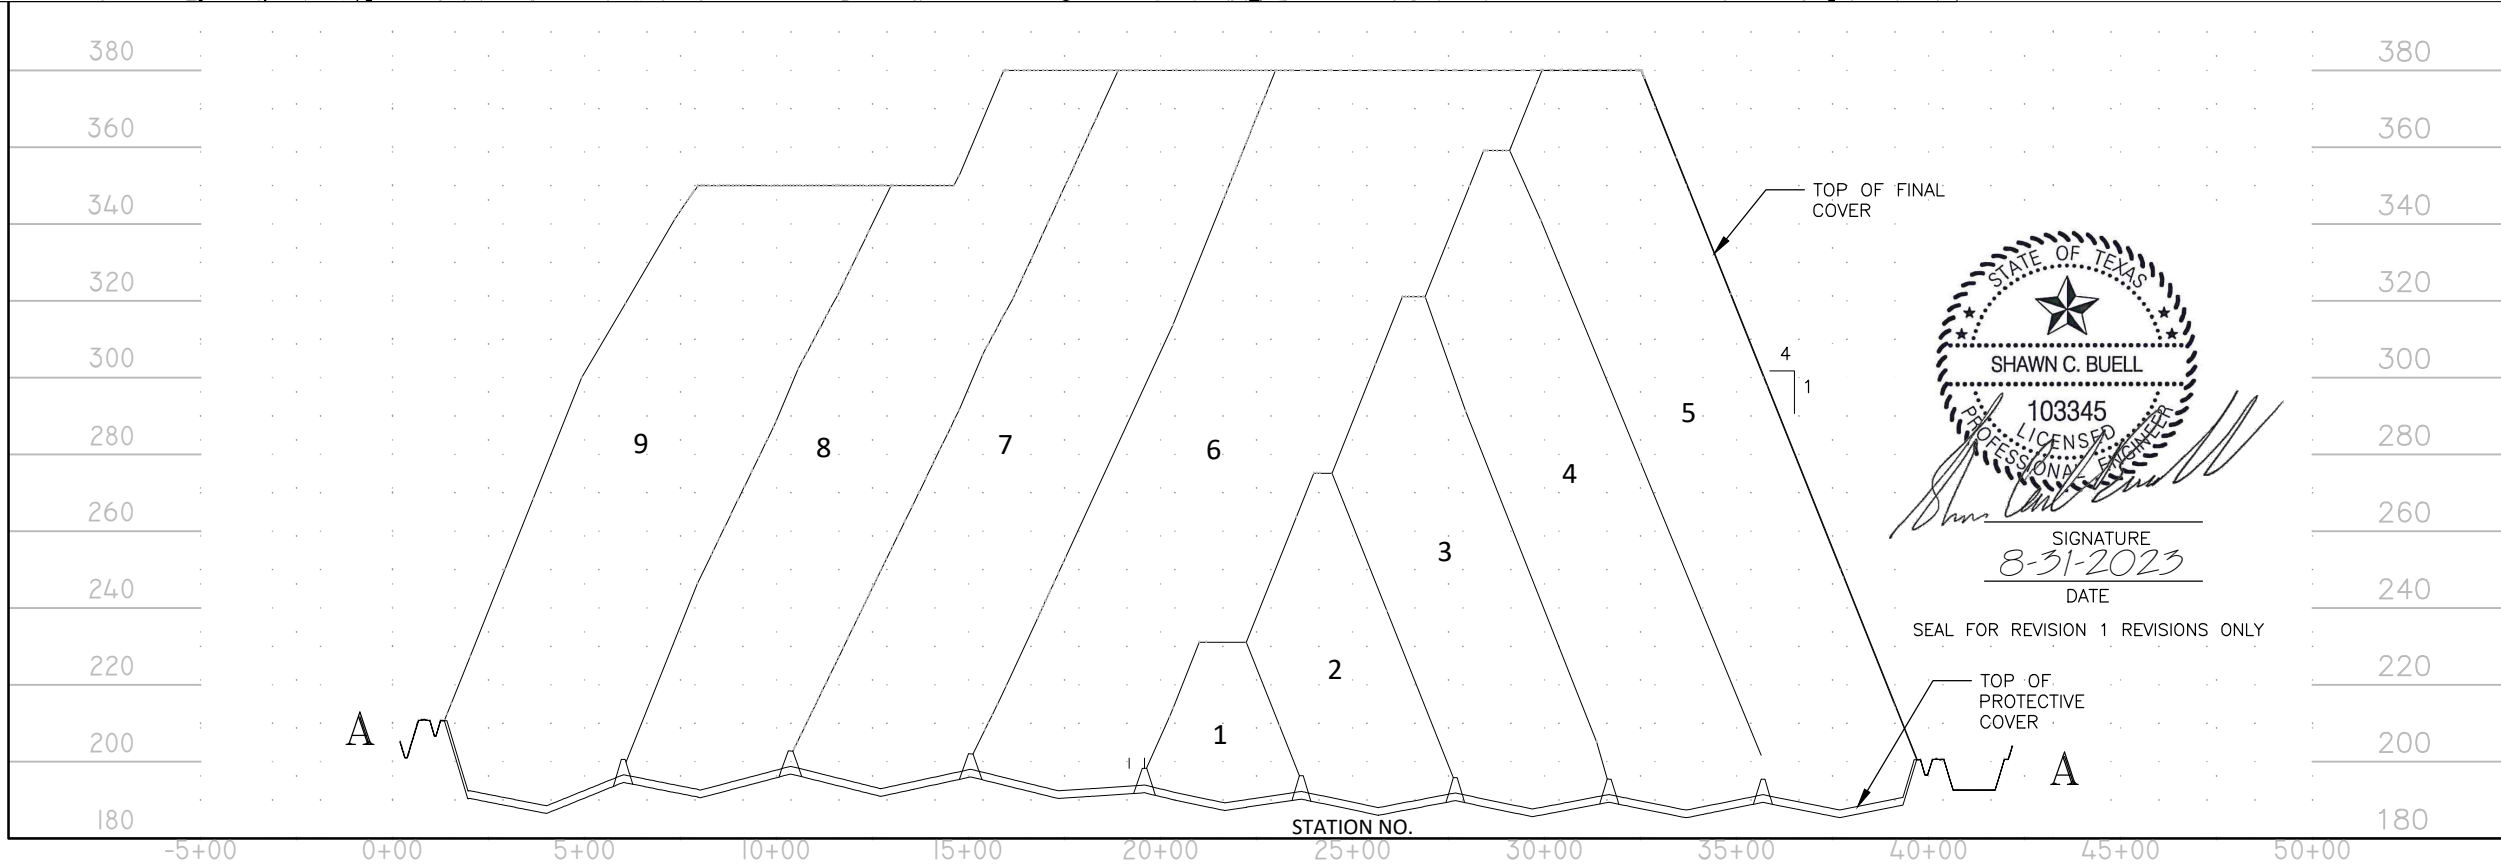 380 380
360 360
340 340
320 320
300 300
280 280
260 260
240 240
220 220
200 200
180 180
TOP OF FINAL
COVER
4
1
9
8
7
6
5
4
3
2
1
A
A
STATE OF TEXAS
SHAWN C. BUELL
103345
LICENSED
PROFESSIONAL ENGINEER
SIGNATURE
8-31-2023
DATE
SEAL FOR REVISION 1 REVISIONS ONLY
TOP OF
PROTECTIVE
COVER
STATION NO.
-5+00 0+00 5+00 10+00 15+00 20+00 25+00 30+00 35+00 40+00 45+00 50+00